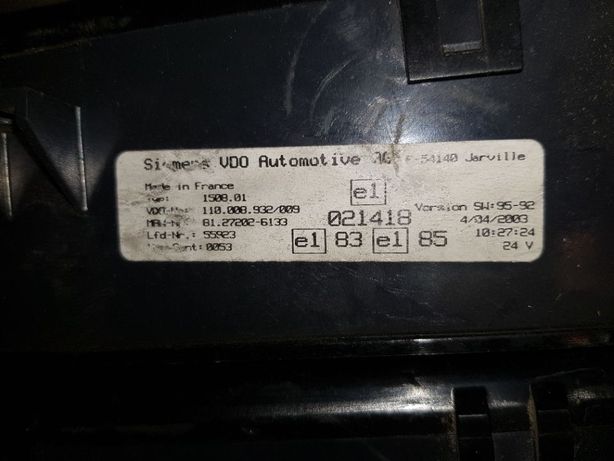 Siemens VDO Automotive AG F-54140 Jarville
Made in France
e1
Typ: 1508.01
Version SW:95-92
VDO-Nr: 110.008.932/009
021418
4/34/2003
MAN-Nr: 81.27202-6133
10:27:24
Lfd-Nr.: 55923
e1 83 e1 85
24 V
:0053